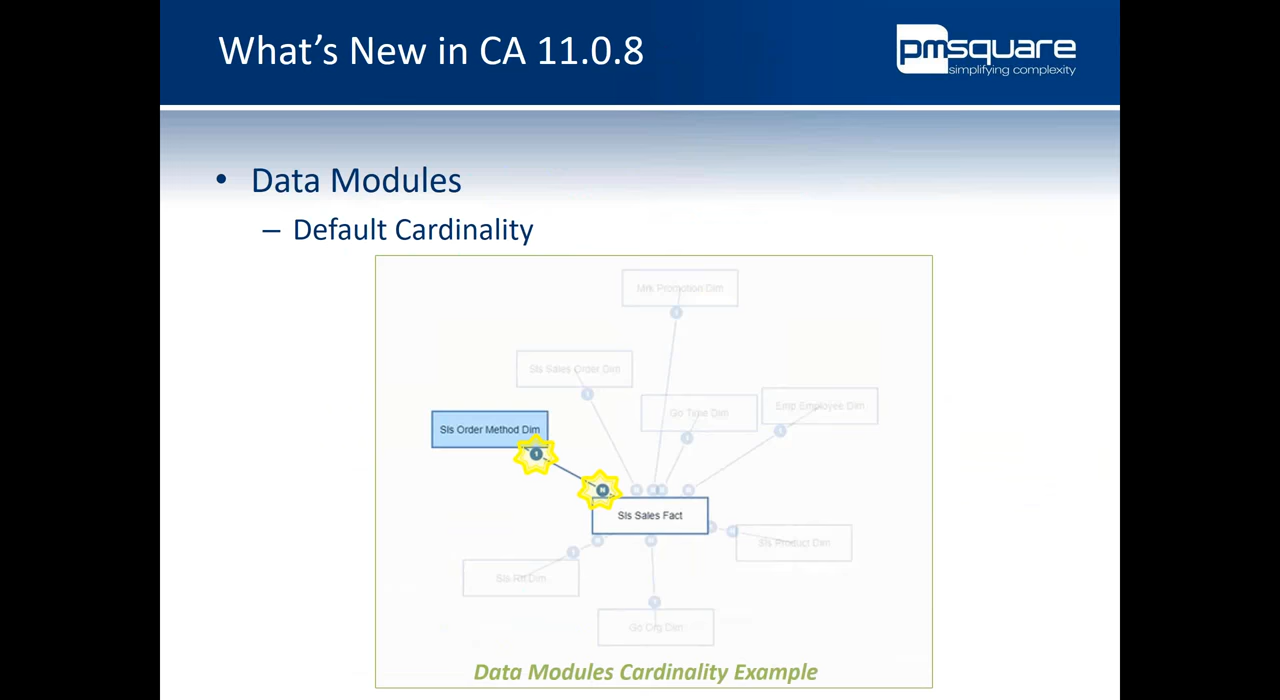 What's New in CA 11.0.8
pmsquare
simplifying complexity
• Data Modules
– Default Cardinality
Mrk Promotion Dim
Sls Sales Order Dim
Go Time Dim
Emp Employee Dim
Sls Order Method Dim
1
N
Sls Sales Fact
Sls Product Dim
Sls Rtl Dim
Go Org Dim
Data Modules Cardinality Example